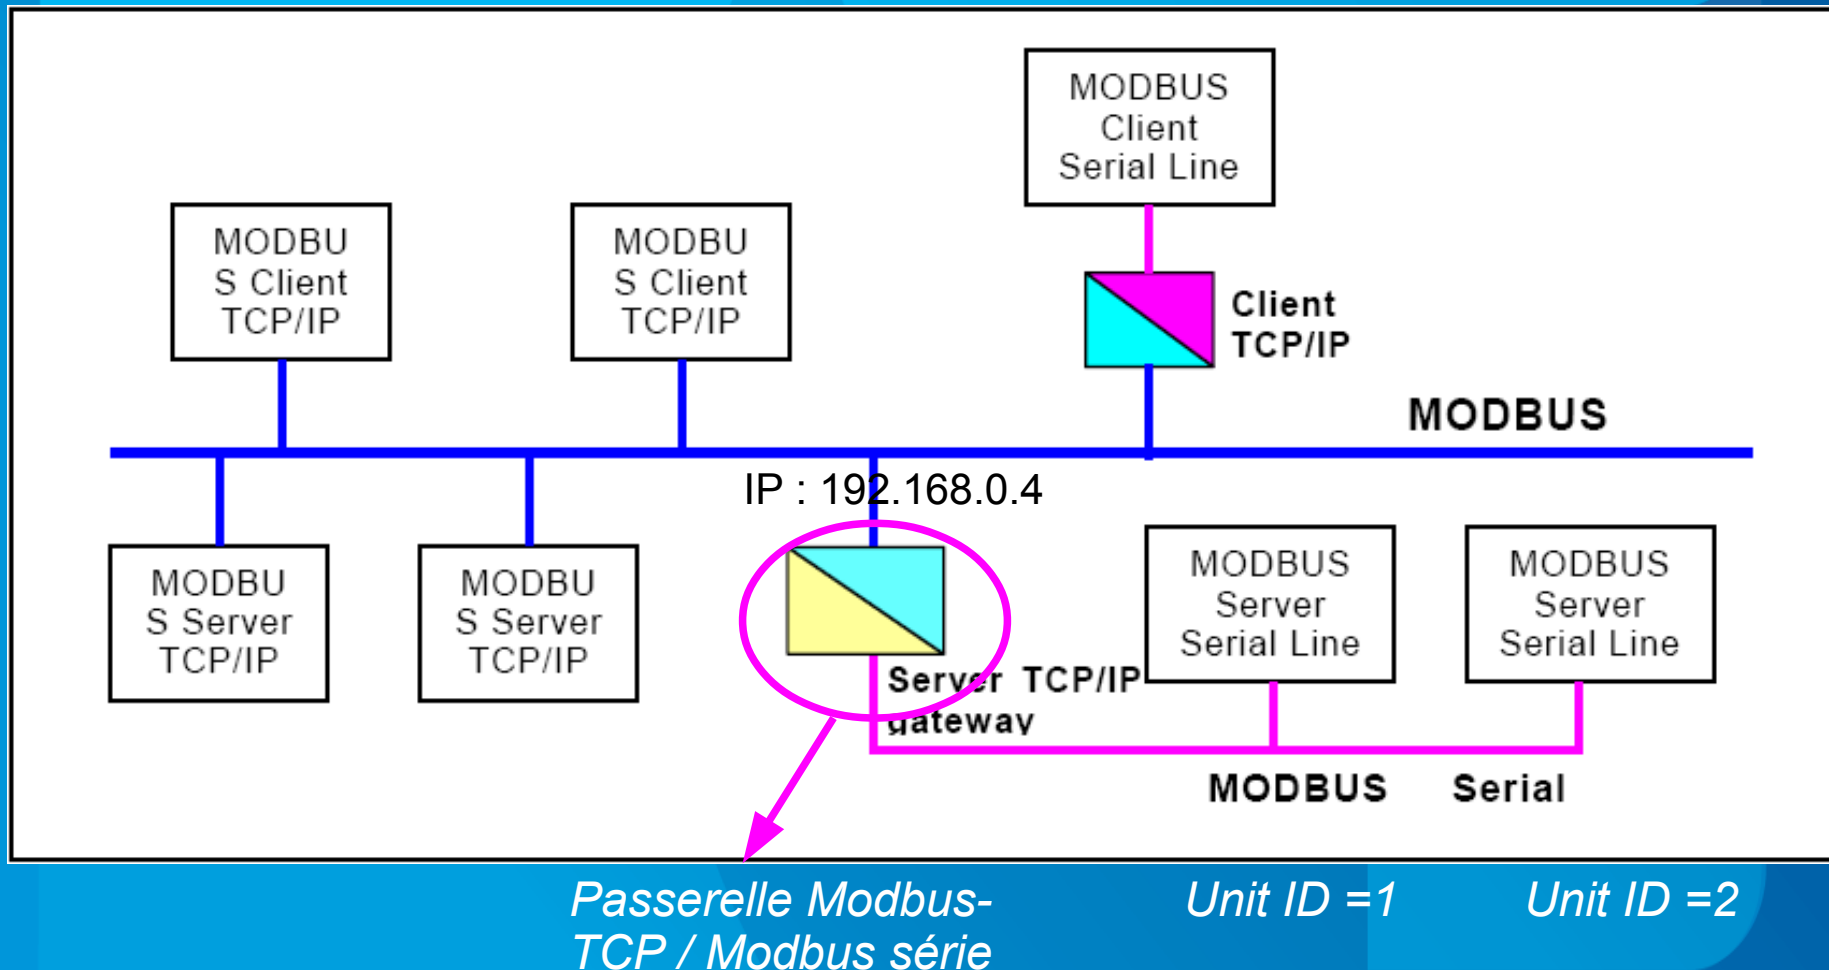 MODBUS
Client
Serial Line
MODBU
S Client
TCP/IP
MODBU
S Client
TCP/IP
Client
TCP/IP
MODBUS
IP : 192.168.0.4
MODBU
S Server
TCP/IP
MODBU
S Server
TCP/IP
Server TCP/IP
gateway
MODBUS
Server
Serial Line
MODBUS
Server
Serial Line
MODBUS Serial
Passerelle Modbus-
TCP / Modbus série
Unit ID =1
Unit ID =2